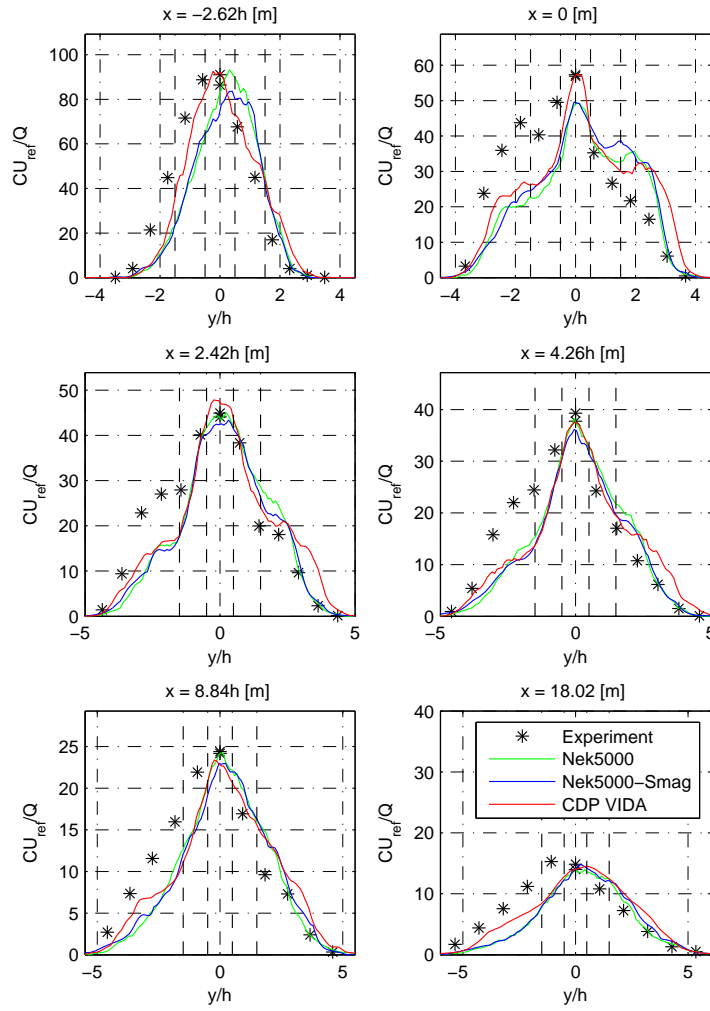 x = −2.62h [m]
CU_ref/Q
100
80
60
40
20
0
−4 −2 0 2 4
y/h
x = 0 [m]
CU_ref/Q
60
50
40
30
20
10
0
−4 −2 0 2 4
y/h
x = 2.42h [m]
CU_ref/Q
50
40
30
20
10
0
−5 0 5
y/h
x = 4.26h [m]
CU_ref/Q
40
30
20
10
0
−5 0 5
y/h
x = 8.84h [m]
CU_ref/Q
25
20
15
10
5
0
−5 0 5
y/h
x = 18.02 [m]
CU_ref/Q
40
30
20
10
0
−5 0 5
y/h
Experiment
Nek5000
Nek5000−Smag
CDP VIDA